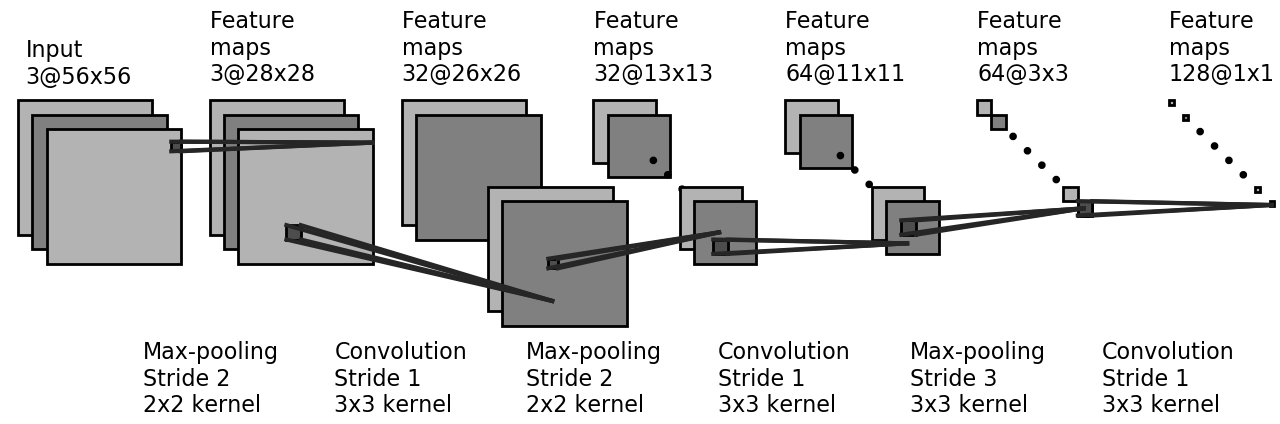 Input
3@56x56
Feature
maps
3@28x28
Feature
maps
32@26x26
Feature
maps
32@13x13
Feature
maps
64@11x11
Feature
maps
64@3x3
Feature
maps
128@1x1
Max-pooling
Stride 2
2x2 kernel
Convolution
Stride 1
3x3 kernel
Max-pooling
Stride 2
2x2 kernel
Convolution
Stride 1
3x3 kernel
Max-pooling
Stride 3
3x3 kernel
Convolution
Stride 1
3x3 kernel